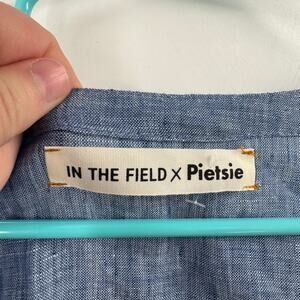 IN THE FIELD X Pietsie